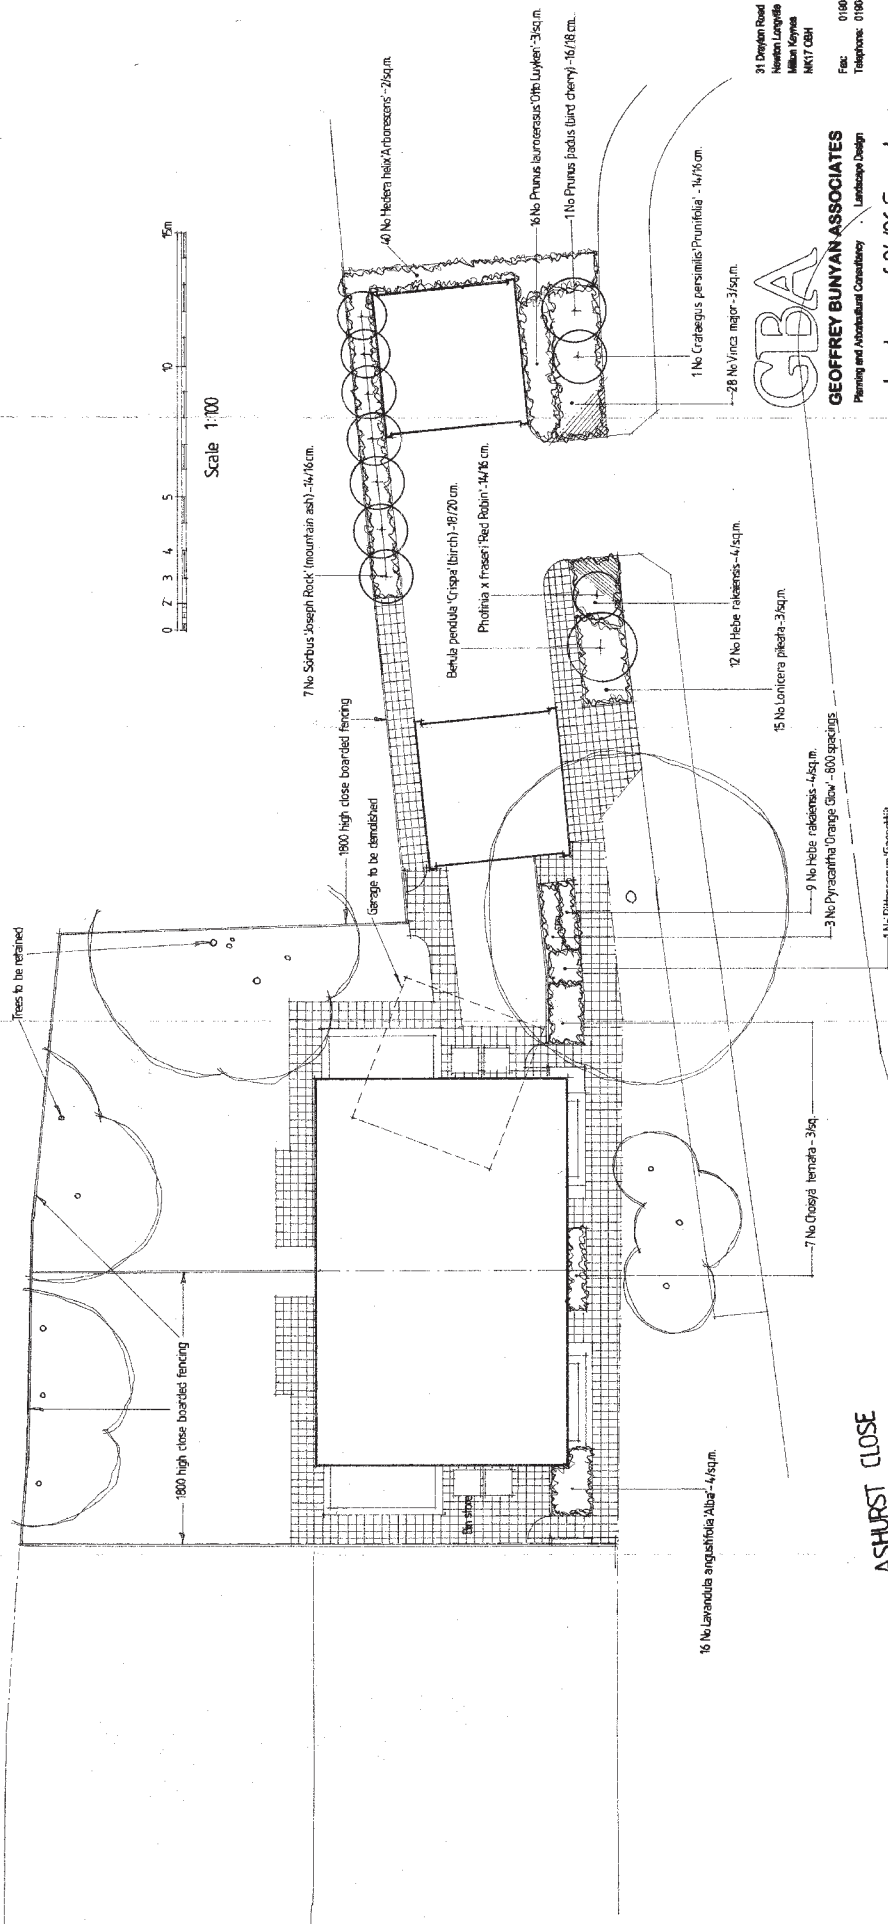 Trees to be retained
1800 high close boarded fencing
Bin store
Garage to be demolished
1800 high close boarded fencing
7 No Sorbus 'Joseph Rock' (mountain ash) - 14/16 cm.
Scale 1:100
0 2 3 4 5 10 15m
40 No Hedera helix 'Arborescens' - 2/sq.m.
Betula pendula 'Crispa' (birch) - 18/20 cm.
Photinia x fraseri 'Red Robin' - 14/16 cm.
16 No Prunus laurocerasus 'Otto Luyken' - 3/sq.m.
1 No Prunus padus (bird cherry) - 16/18 cm.
1 No Crataegus persimilis 'Prunifolia' - 14/16 cm.
28 No Vinca major - 3/sq.m.
12 No Hebe rakaiensis - 4/sq.m.
15 No Lonicera pileata - 3/sq.m.
9 No Hebe rakaiensis - 4/sq.m.
3 No Pyracantha 'Orange Glow' - 800 spacings
7 No Choisya ternata - 3/sq.
16 No Lavandula angustifolia 'Alba' - 4/sq.m.
ASHURST CLOSE
GBA
GEOFFREY BUNYAN ASSOCIATES
Planning and Arboricultural Consultancy . Landscape Design
31 Drayton Road
Newton Longville
Milton Keynes
MK17 0BH
Fax: 0190
Telephone: 0190